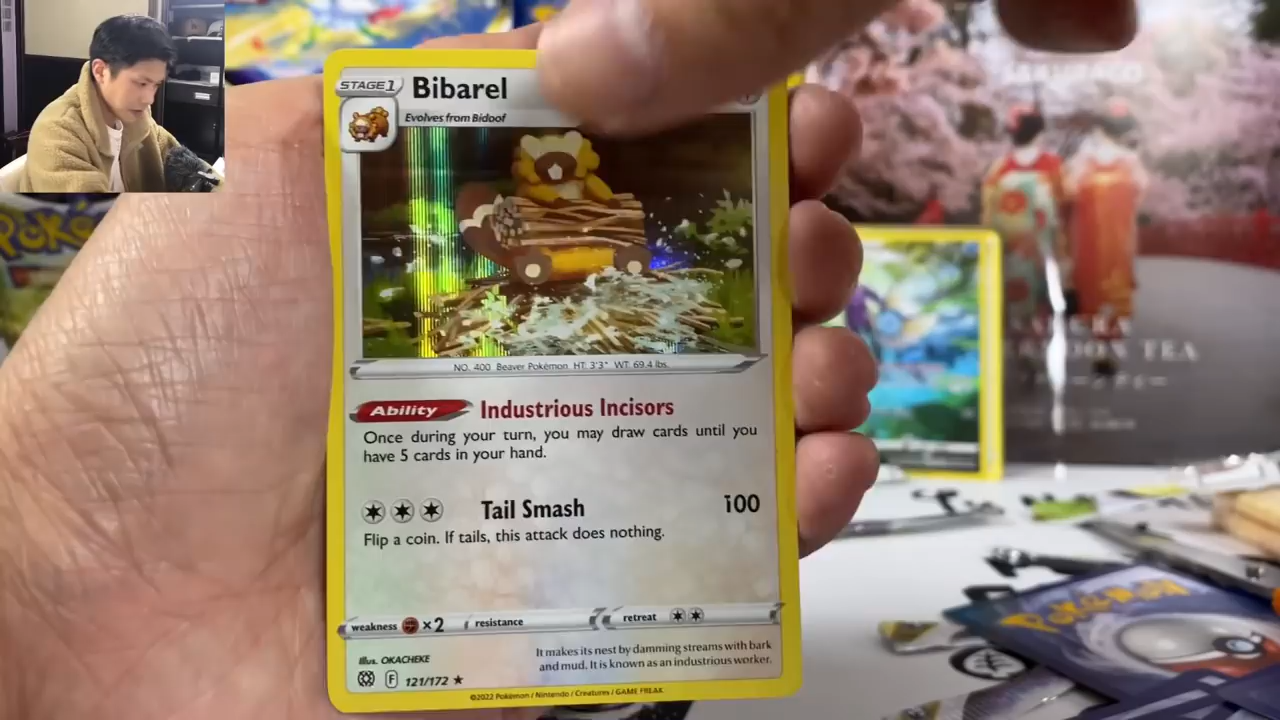 STAGE 1
Bibarel
Evolves from Bidoof
NO. 400 Beaver Pokémon HT: 3'3" WT: 69.4 lbs.
Ability Industrious Incisors
Once during your turn, you may draw cards until you
have 5 cards in your hand.
Tail Smash 100
Flip a coin. If tails, this attack does nothing.
weakness ×2 resistance retreat
It makes its nest by damming streams with bark
and mud. It is known as an industrious worker.
Illus. OKACHEKE
F 121/172 ★
©2022 Pokémon / Nintendo / Creatures / GAME FREAK
Poké
TEA
POKÉMON